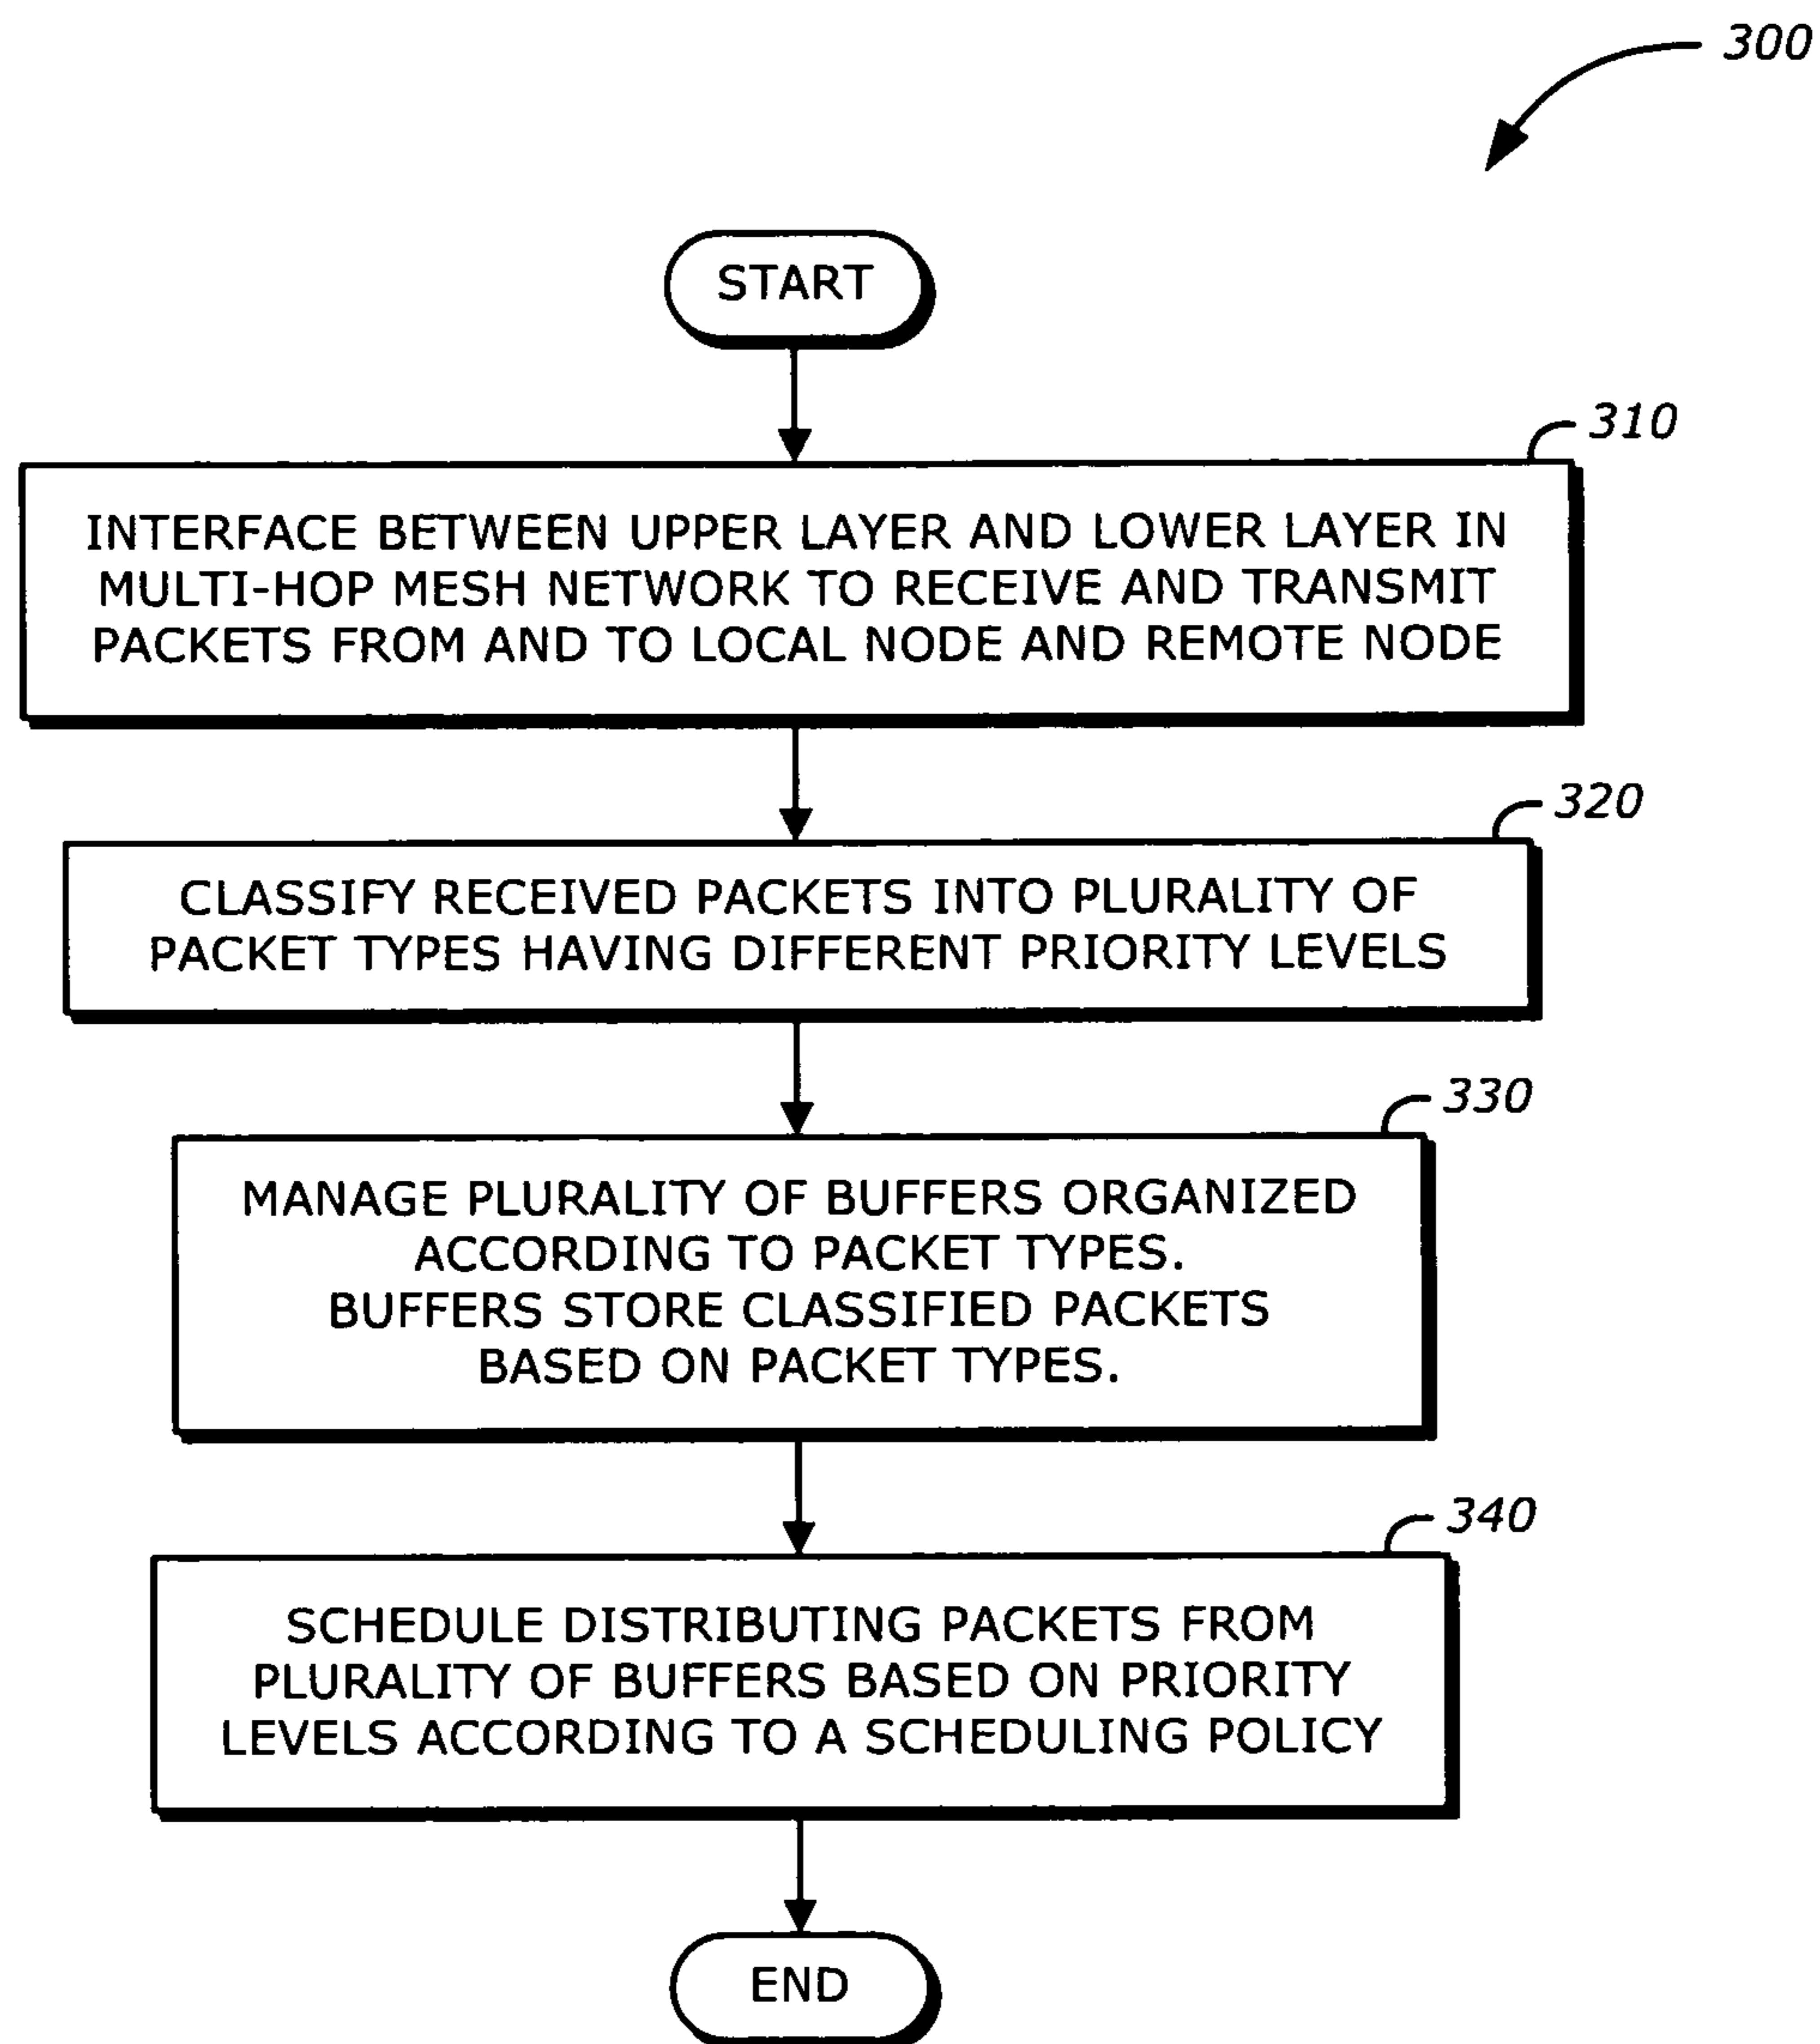 300
START
310
INTERFACE BETWEEN UPPER LAYER AND LOWER LAYER IN
MULTI-HOP MESH NETWORK TO RECEIVE AND TRANSMIT
PACKETS FROM AND TO LOCAL NODE AND REMOTE NODE
320
CLASSIFY RECEIVED PACKETS INTO PLURALITY OF
PACKET TYPES HAVING DIFFERENT PRIORITY LEVELS
330
MANAGE PLURALITY OF BUFFERS ORGANIZED
ACCORDING TO PACKET TYPES.
BUFFERS STORE CLASSIFIED PACKETS
BASED ON PACKET TYPES.
340
SCHEDULE DISTRIBUTING PACKETS FROM
PLURALITY OF BUFFERS BASED ON PRIORITY
LEVELS ACCORDING TO A SCHEDULING POLICY
END